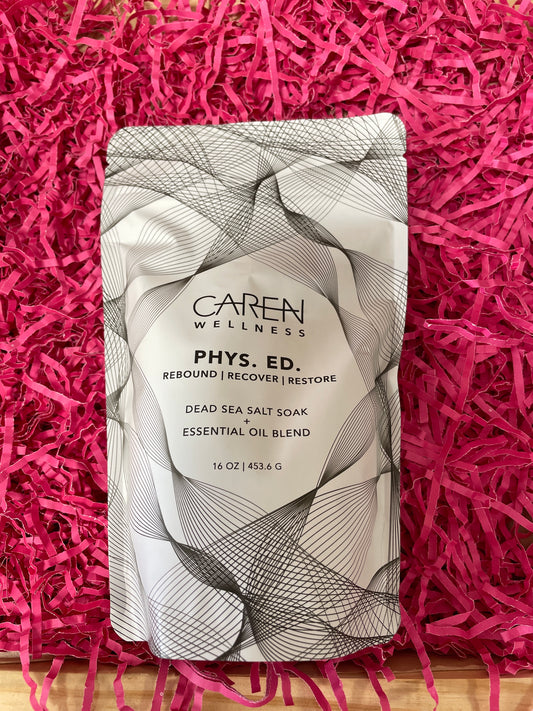 CAREN
WELLNESS
PHYS. ED.
REBOUND | RECOVER | RESTORE
DEAD SEA SALT SOAK
+
ESSENTIAL OIL BLEND
16 OZ | 453.6 G